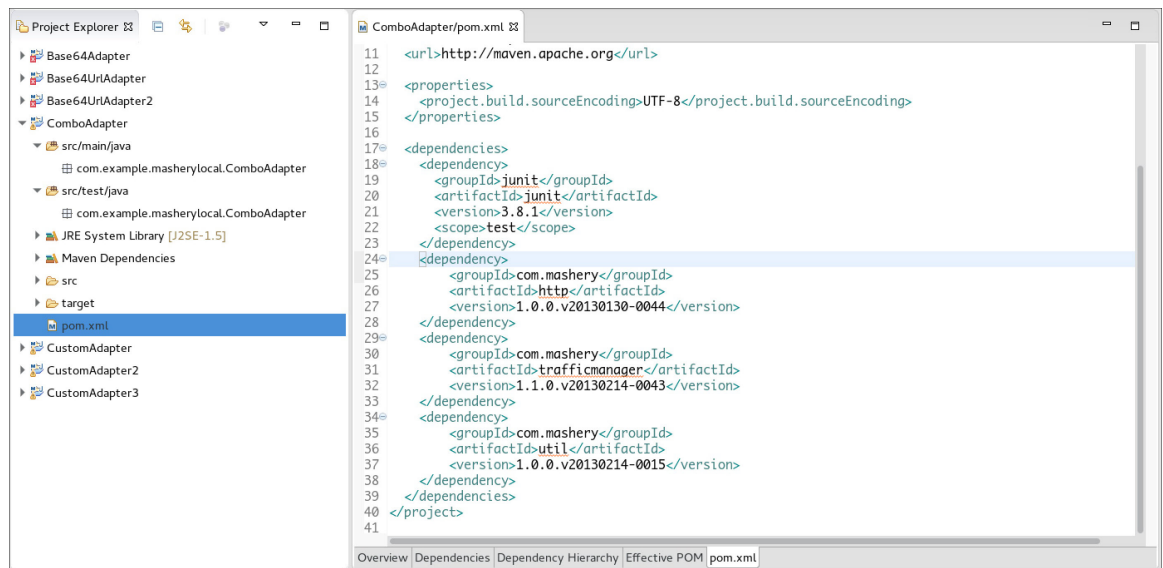 Project Explorer
Base64Adapter
Base64UrlAdapter
Base64UrlAdapter2
ComboAdapter
src/main/java
com.example.masherylocal.ComboAdapter
src/test/java
com.example.masherylocal.ComboAdapter
JRE System Library [J2SE-1.5]
Maven Dependencies
src
target
pom.xml
CustomAdapter
CustomAdapter2
CustomAdapter3
ComboAdapter/pom.xml
11 <url>http://maven.apache.org</url>
12
13 <properties>
14 <project.build.sourceEncoding>UTF-8</project.build.sourceEncoding>
15 </properties>
16
17 <dependencies>
18 <dependency>
19 <groupId>junit</groupId>
20 <artifactId>junit</artifactId>
21 <version>3.8.1</version>
22 <scope>test</scope>
23 </dependency>
24 <dependency>
25 <groupId>com.mashery</groupId>
26 <artifactId>http</artifactId>
27 <version>1.0.0.v20130130-0044</version>
28 </dependency>
29 <dependency>
30 <groupId>com.mashery</groupId>
31 <artifactId>trafficmanager</artifactId>
32 <version>1.1.0.v20130214-0043</version>
33 </dependency>
34 <dependency>
35 <groupId>com.mashery</groupId>
36 <artifactId>util</artifactId>
37 <version>1.0.0.v20130214-0015</version>
38 </dependency>
39 </dependencies>
40 </project>
41
Overview Dependencies Dependency Hierarchy Effective POM pom.xml